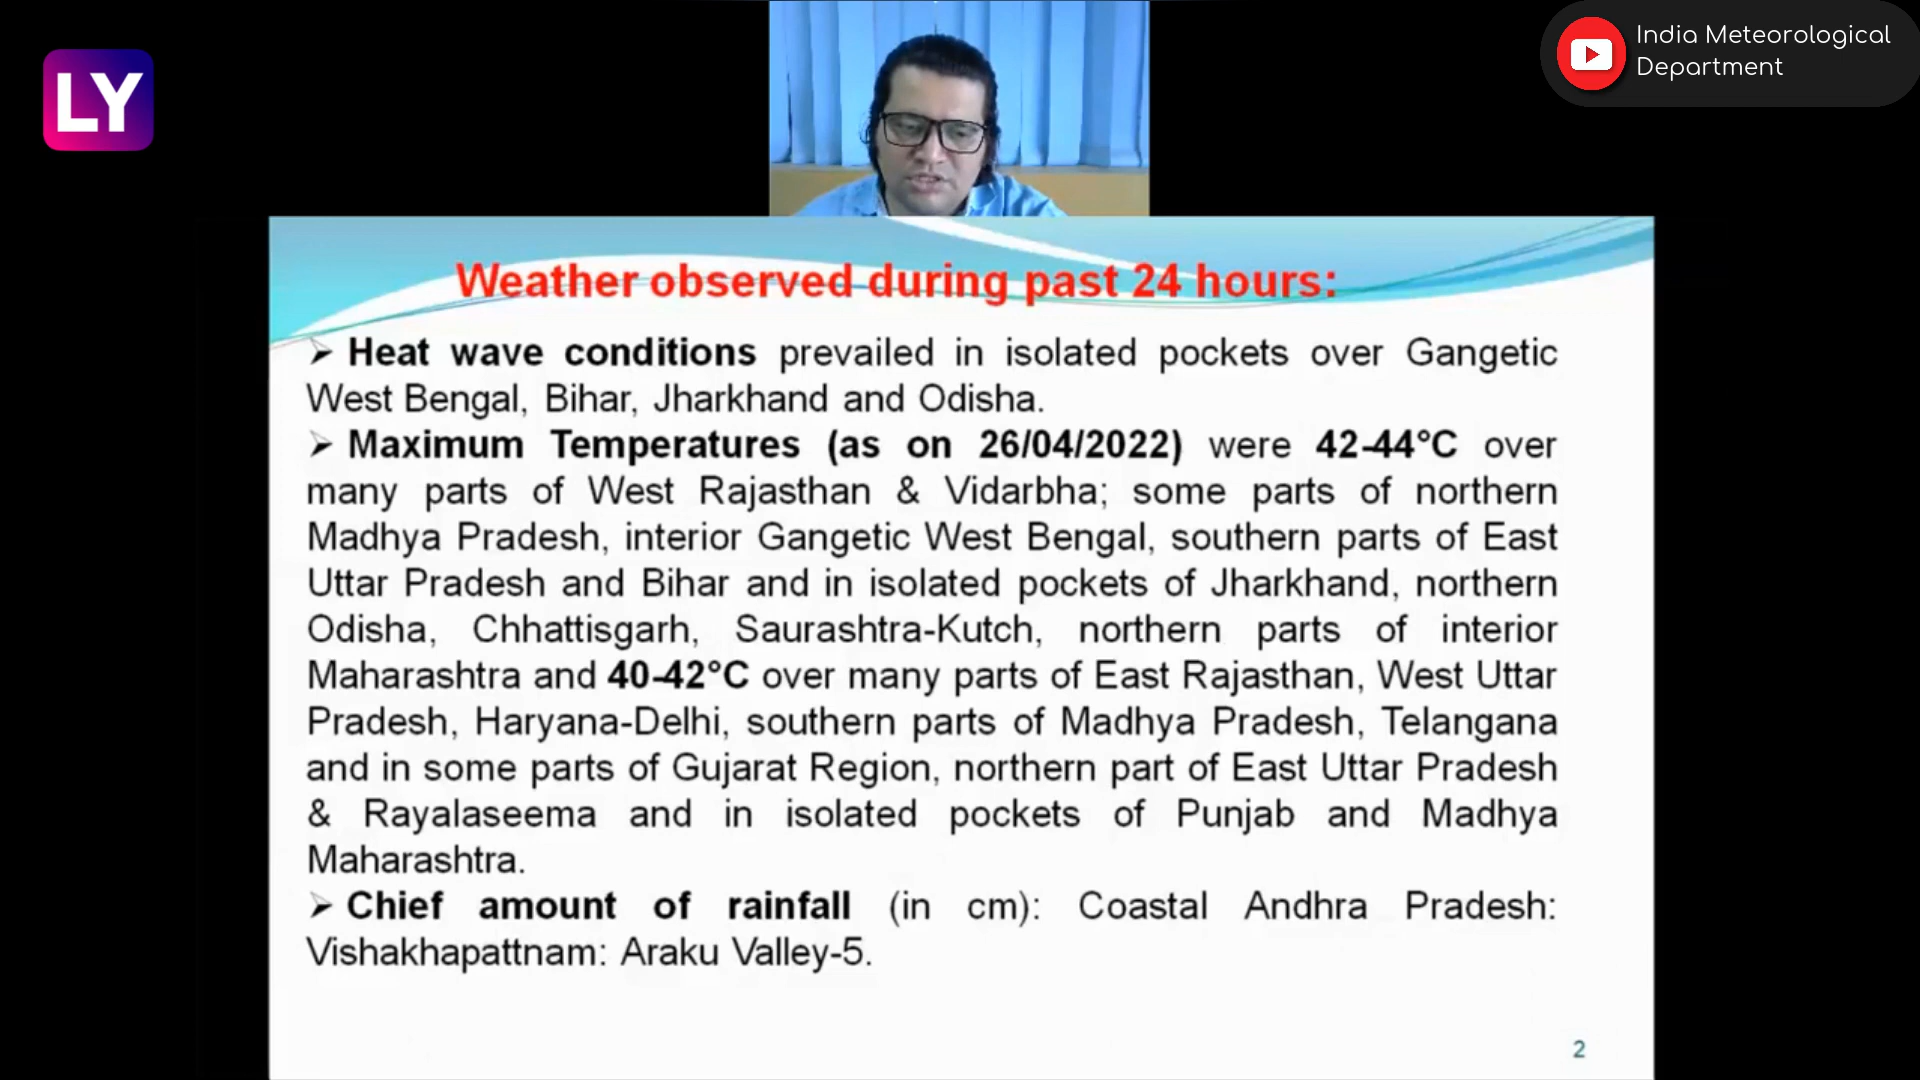 LY
India Meteorological
Department
Weather observed during past 24 hours:
➢ Heat wave conditions prevailed in isolated pockets over Gangetic
West Bengal, Bihar, Jharkhand and Odisha.
➢ Maximum Temperatures (as on 26/04/2022) were 42-44°C over
many parts of West Rajasthan & Vidarbha; some parts of northern
Madhya Pradesh, interior Gangetic West Bengal, southern parts of East
Uttar Pradesh and Bihar and in isolated pockets of Jharkhand, northern
Odisha, Chhattisgarh, Saurashtra-Kutch, northern parts of interior
Maharashtra and 40-42°C over many parts of East Rajasthan, West Uttar
Pradesh, Haryana-Delhi, southern parts of Madhya Pradesh, Telangana
and in some parts of Gujarat Region, northern part of East Uttar Pradesh
& Rayalaseema and in isolated pockets of Punjab and Madhya
Maharashtra.
➢ Chief amount of rainfall (in cm): Coastal Andhra Pradesh:
Vishakhapattnam: Araku Valley-5.
2